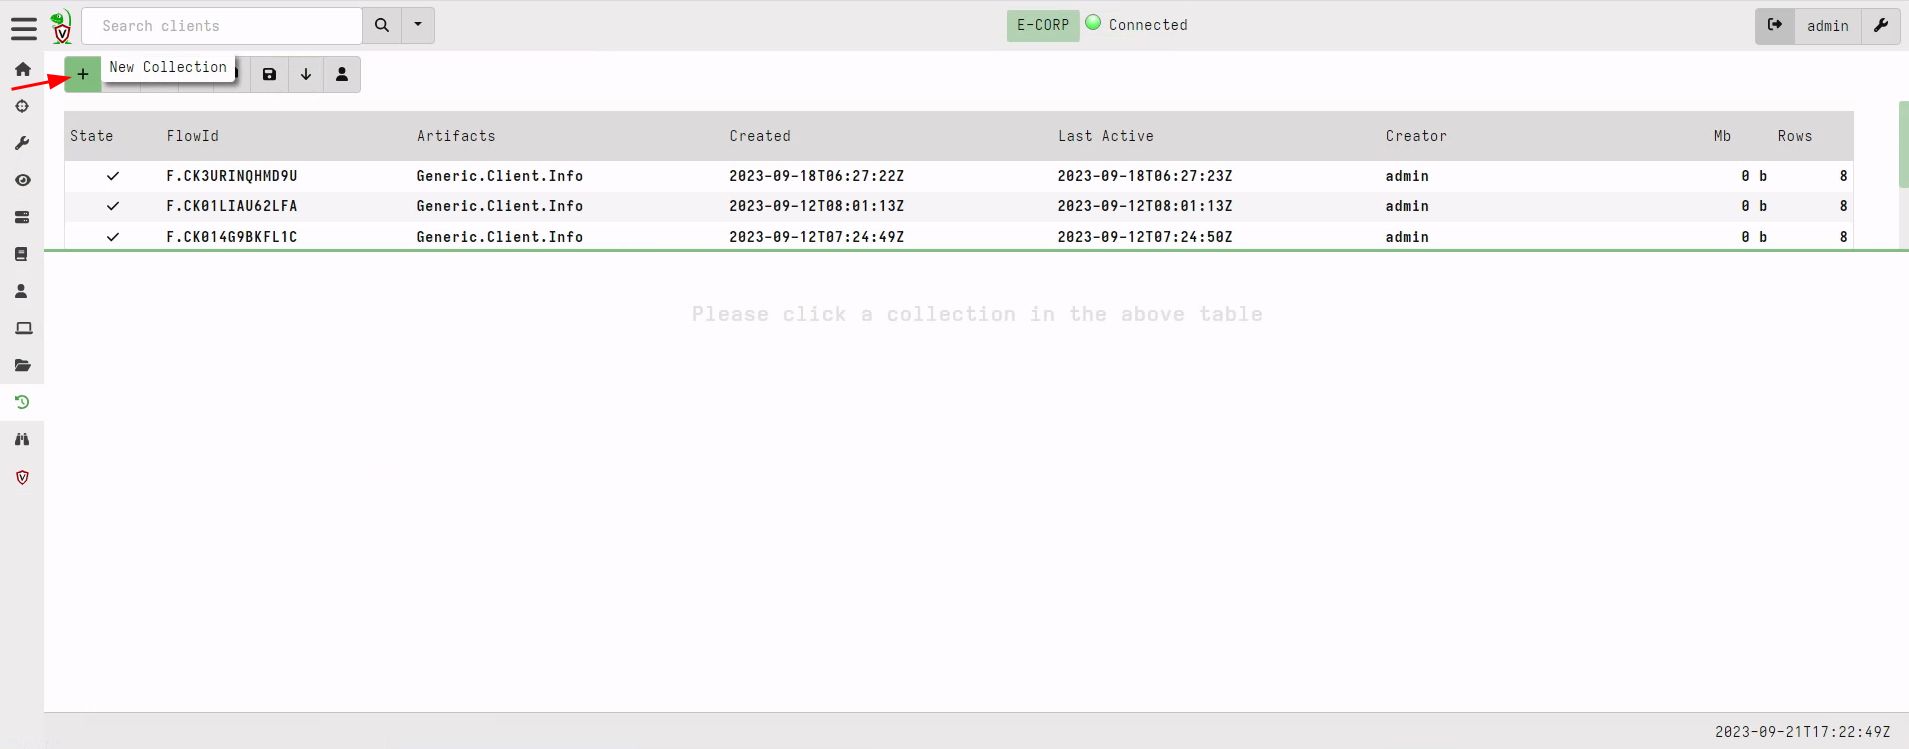 Search clients
E-CORP Connected
admin
New Collection
State FlowId Artifacts Created Last Active Creator Mb Rows
F.CK3URINQHMD9U Generic.Client.Info 2023-09-18T06:27:22Z 2023-09-18T06:27:23Z admin 0 b 8
F.CK01LIAU62LFA Generic.Client.Info 2023-09-12T08:01:13Z 2023-09-12T08:01:13Z admin 0 b 8
F.CK014G9BKFL1C Generic.Client.Info 2023-09-12T07:24:49Z 2023-09-12T07:24:50Z admin 0 b 8
Please click a collection in the above table
2023-09-21T17:22:49Z